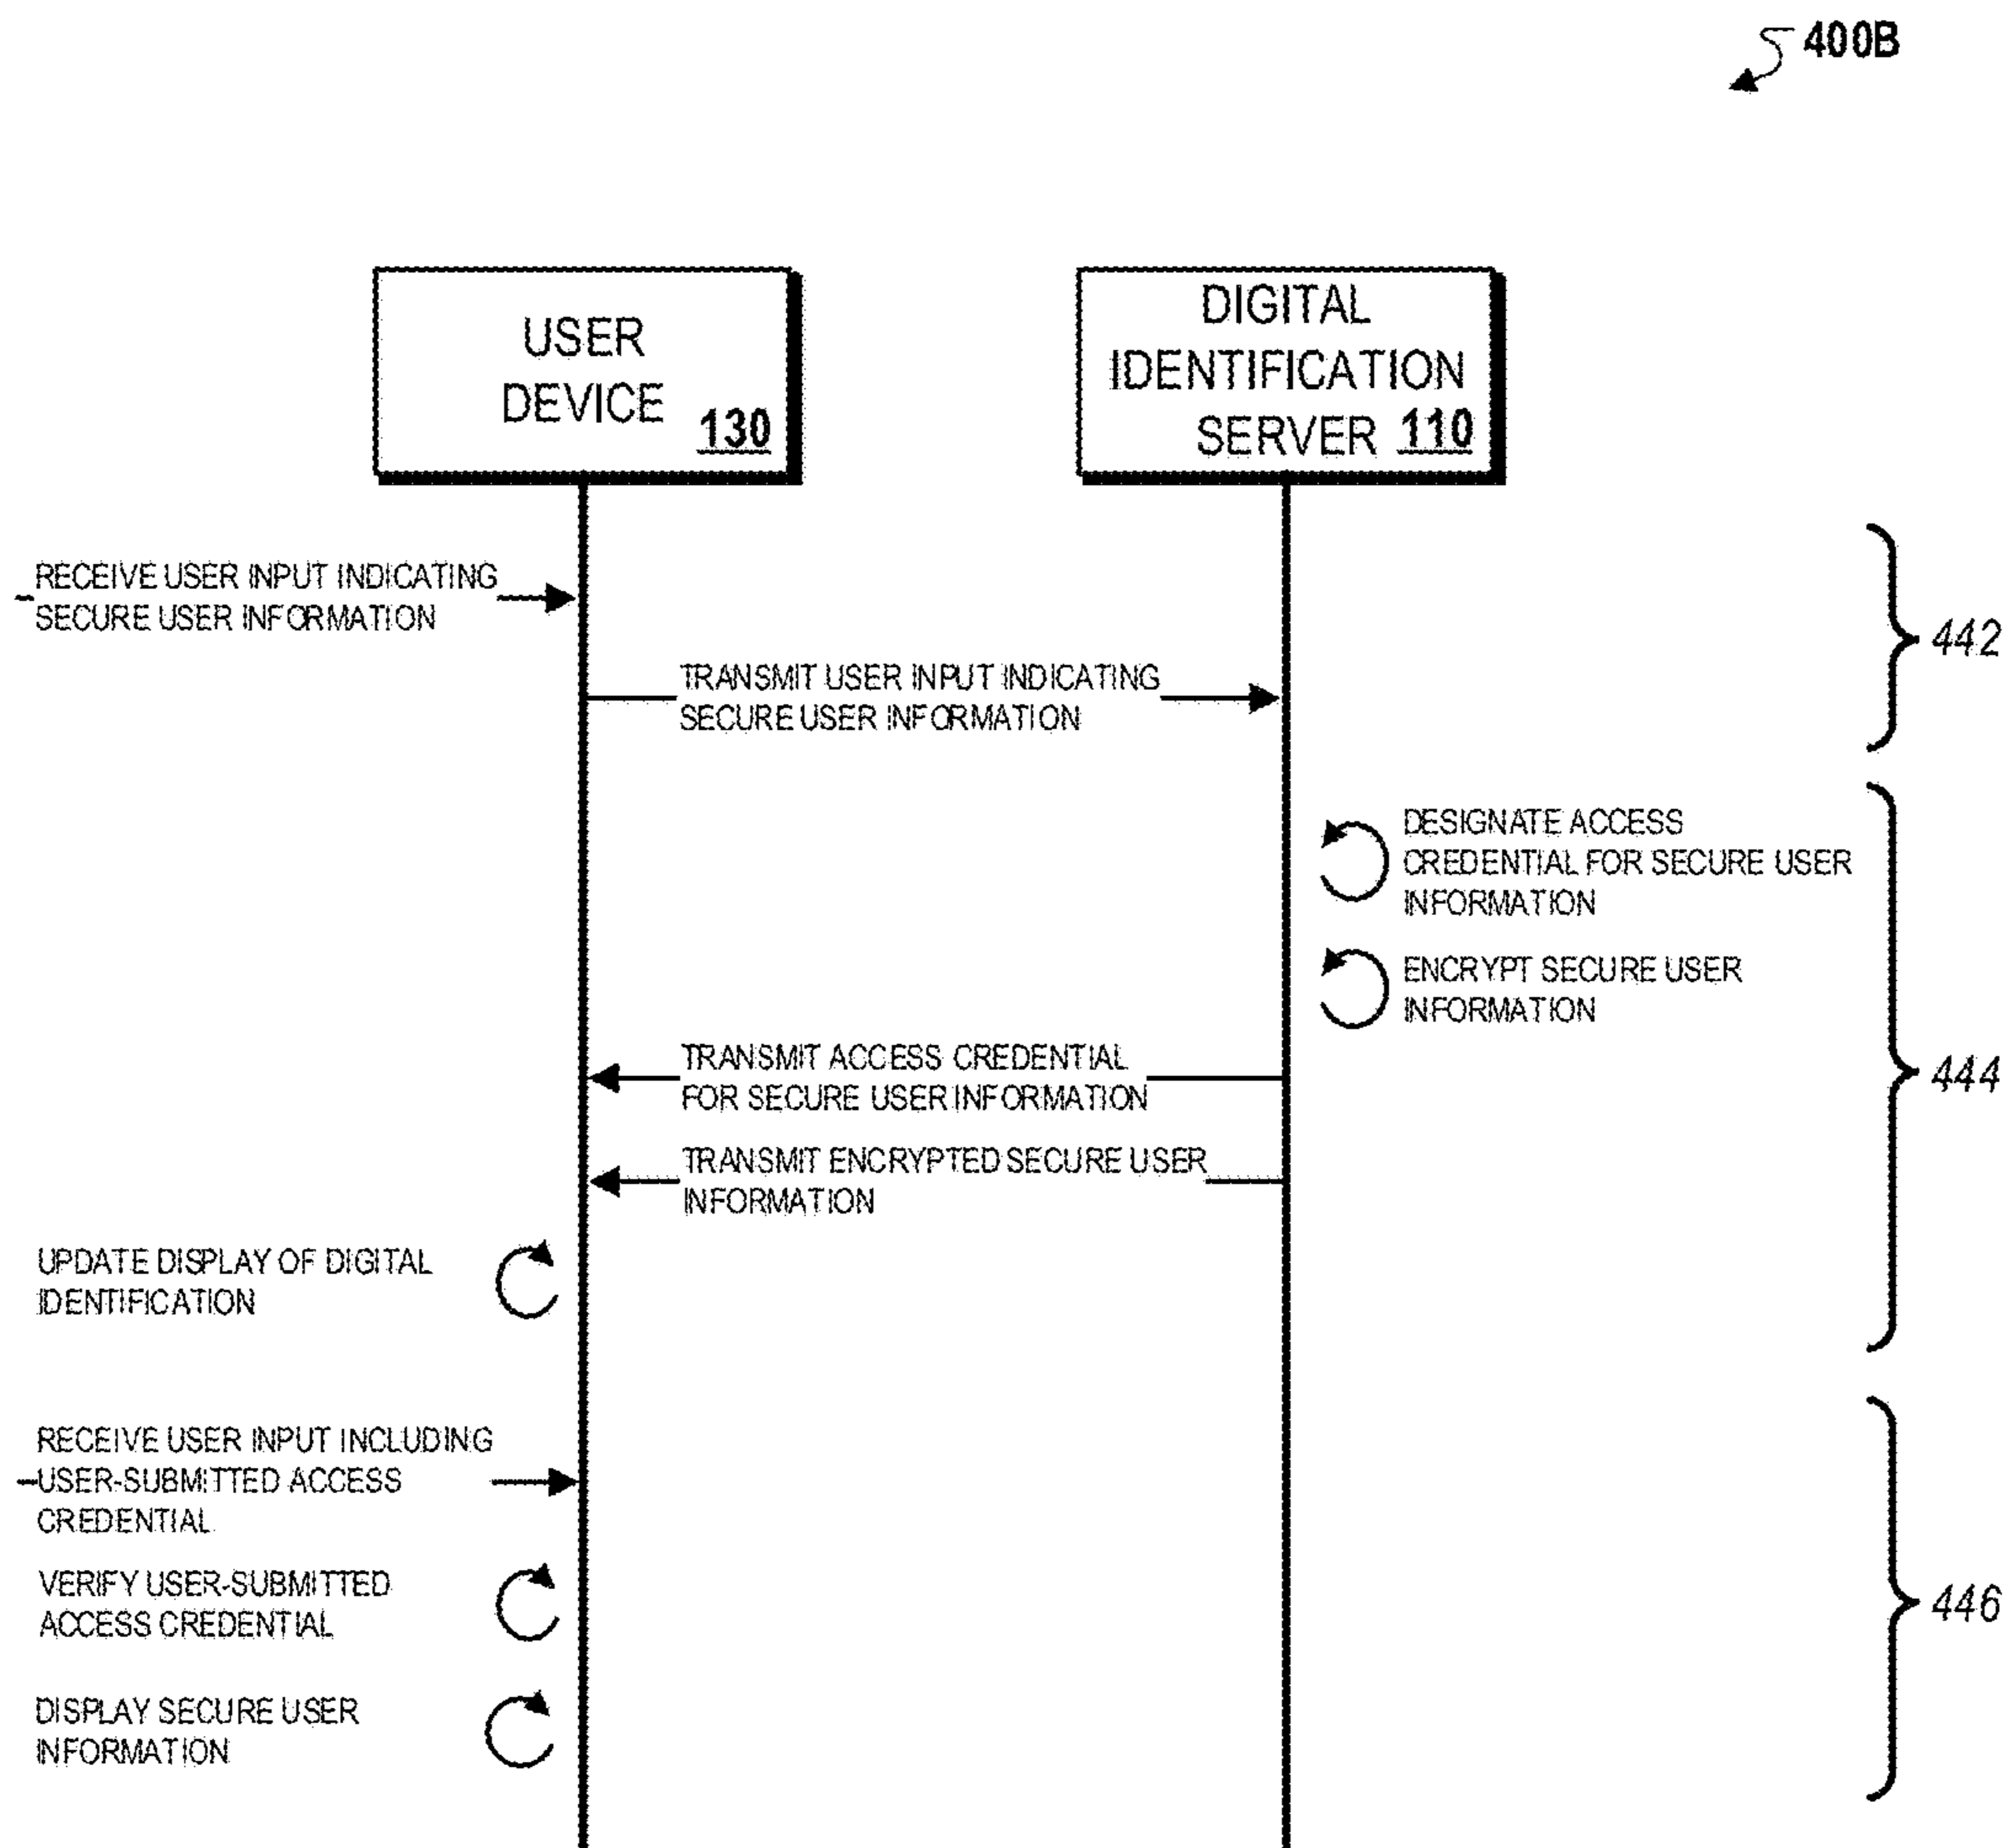 400B
USER
DEVICE 130
DIGITAL
IDENTIFICATION
SERVER 110
RECEIVE USER INPUT INDICATING
SECURE USER INFORMATION
442
TRANSMIT USER INPUT INDICATING
SECURE USER INFORMATION
DESIGNATE ACCESS
CREDENTIAL FOR SECURE USER
INFORMATION
ENCRYPT SECURE USER
INFORMATION
TRANSMIT ACCESS CREDENTIAL
FOR SECURE USER INFORMATION
444
TRANSMIT ENCRYPTED SECURE USER
INFORMATION
UPDATE DISPLAY OF DIGITAL
IDENTIFICATION
RECEIVE USER INPUT INCLUDING
USER-SUBMITTED ACCESS
CREDENTIAL
VERIFY USER-SUBMITTED
ACCESS CREDENTIAL
446
DISPLAY SECURE USER
INFORMATION